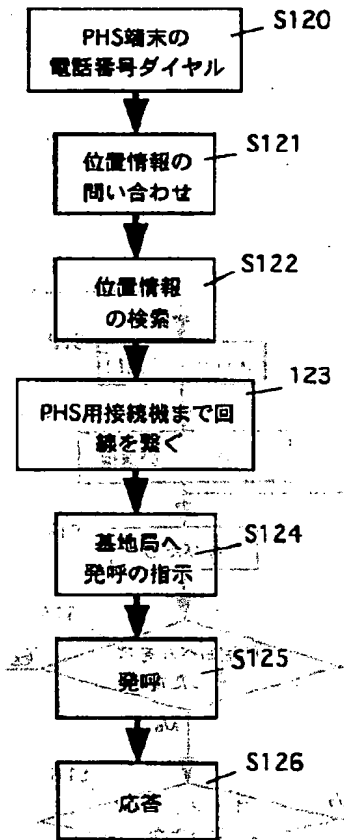 S120
PHS端末の
電話番号ダイヤル
S121
位置情報の
問い合わせ
S122
位置情報
の検索
123
PHS用接続機まで回
線を繋ぐ
S124
基地局へ
発呼の指示
S125
発呼
S126
応答